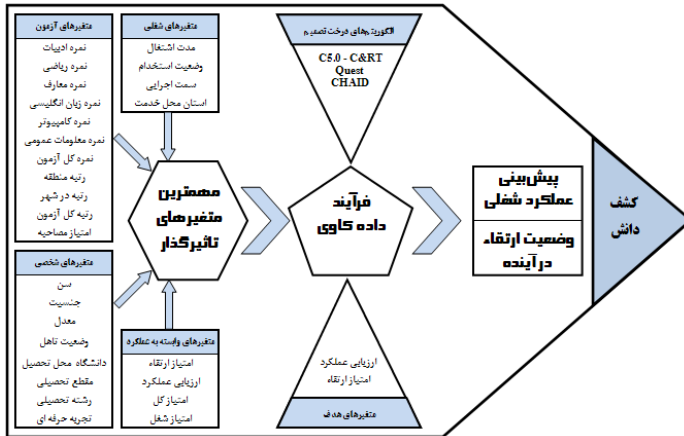 متغیرهای آزمون
نمره ادبیات
نمره ریاضی
نمره معارف
نمره زبان انگلیسی
نمره کامپیوتر
نمره معلومات عمومی
نمره کل آزمون
رتبه منطقه
رتبه در شهر
رتبه کل آزمون
امتیاز مصاحبه
متغیرهای شغلی
مدت اشتغال
وضعیت استخدام
سمت اجرایی
استان محل خدمت
متغیرهای شخصی
سن
جنسیت
معدل
وضعیت تاهل
دانشگاه محل تحصیل
مقطع تحصیلی
رشته تحصیلی
تجربه حرفه ای
متغیرهای وابسته به عملکرد
امتیاز ارتقاء
ارزیابی عملکرد
امتیاز کل
امتیاز شغل
مهمترین
متغیرهای
تاثیرگذار
الگوریتم‌های درخت تصمیم
C5.0 - C&RT
Quest
CHAID
فرآیند
داده کاوی
ارزیابی عملکرد
امتیاز ارتقاء
متغیرهای هدف
پیش‌بینی
عملکرد شغلی
وضعیت ارتقاء
در آینده
کشف
دانش